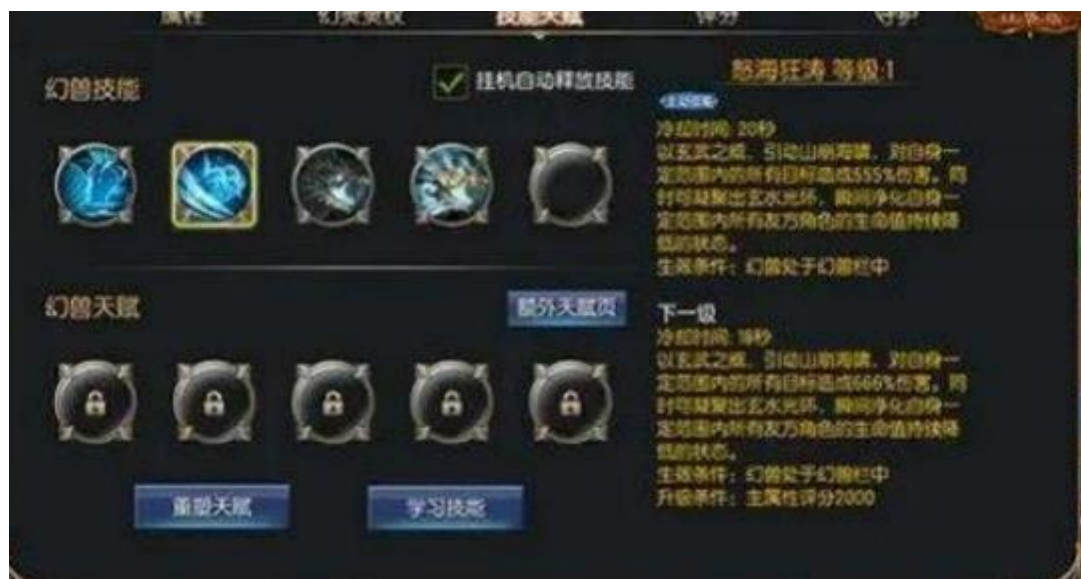 属性
技能天赋
评分
守护
幻兽技能
挂机自动释放技能
怒海狂涛 等级:1
主动技能
冷却时间: 20秒
以玄武之威，引动山崩海啸，对自身一
定范围内的所有目标造成555%伤害。同
时可凝聚出玄水光环，瞬间净化自身一
定范围内所有友方角色的生命值持续降
低的状态。
生效条件：幻兽处于幻兽栏中
幻兽天赋
额外天赋页
下一级
冷却时间: 18秒
以玄武之威，引动山崩海啸，对自身一
定范围内的所有目标造成666%伤害。同
时可凝聚出玄水光环，瞬间净化自身一
定范围内所有友方角色的生命值持续降
低的状态。
生效条件：幻兽处于幻兽栏中
升级条件：主属性评分2000
重塑天赋
学习技能